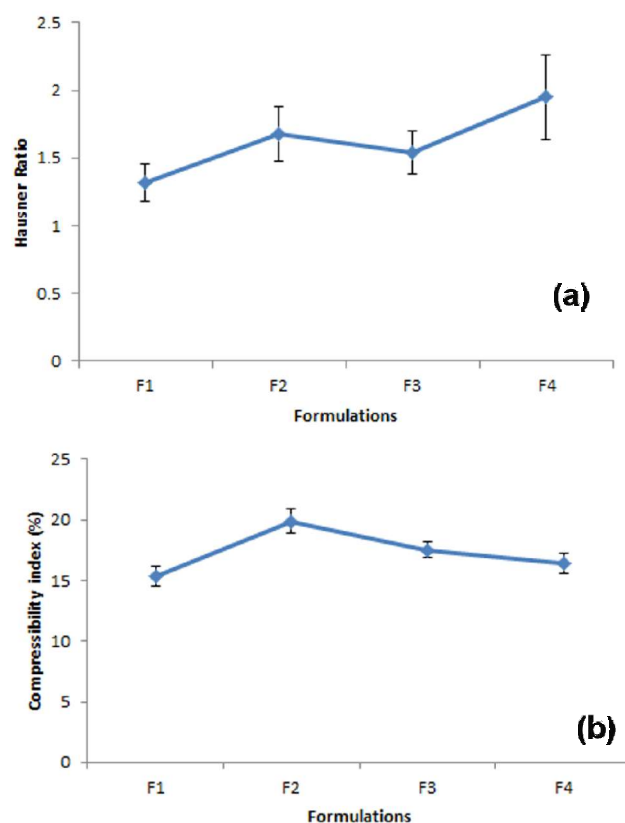 2.5
2
1.5
1
0.5
0
Hausner Ratio
(a)
F1 F2 F3 F4
Formulations
25
20
15
10
5
0
Compressibility index (%)
(b)
F1 F2 F3 F4
Formulations